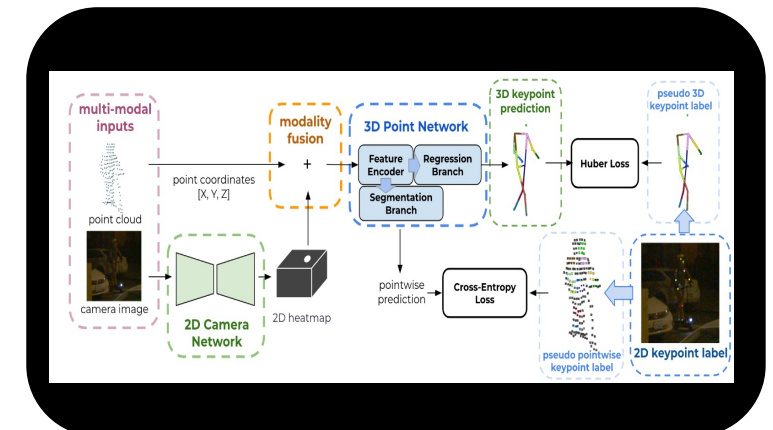 multi-modal
inputs
point cloud
camera image
point coordinates
[X, Y, Z]
2D Camera
Network
2D heatmap
modality
fusion
+
3D Point Network
Feature
Encoder
Regression
Branch
Segmentation
Branch
pointwise
prediction
3D keypoint
prediction
Huber Loss
Cross-Entropy
Loss
pseudo 3D
keypoint label
pseudo pointwise
keypoint label
2D keypoint label